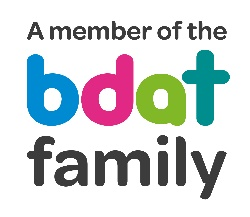 A member of the
bdat
family